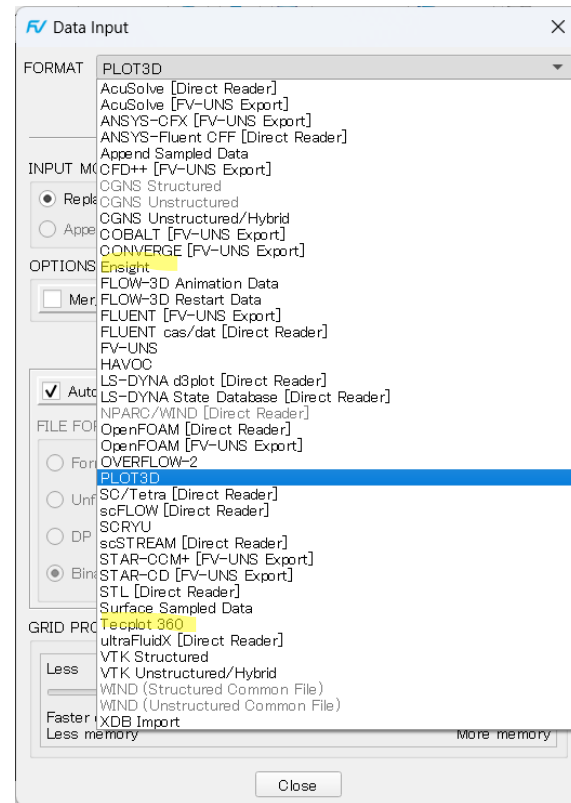 FV Data Input
FORMAT PLOT3D
AcuSolve [Direct Reader]
AcuSolve [FV-UNS Export]
ANSYS-CFX [FV-UNS Export]
ANSYS-Fluent CFF [Direct Reader]
Append Sampled Data
INPUT MO
CFD++ [FV-UNS Export]
CGNS Structured
Repla
CGNS Unstructured
CGNS Unstructured/Hybrid
Appe
COBALT [FV-UNS Export]
CONVERGE [FV-UNS Export]
OPTIONS
Ensight
FLOW-3D Animation Data
Mer
FLOW-3D Restart Data
FLUENT [FV-UNS Export]
FLUENT cas/dat [Direct Reader]
FV-UNS
HAVOC
LS-DYNA d3plot [Direct Reader]
Auto
LS-DYNA State Database [Direct Reader]
NPARC/WIND [Direct Reader]
FILE FOR
OpenFOAM [Direct Reader]
OpenFOAM [FV-UNS Export]
For
OVERFLOW-2
PLOT3D
SC/Tetra [Direct Reader]
Unf
scFLOW [Direct Reader]
SCRYU
DP
scSTREAM [Direct Reader]
STAR-CCM+ [FV-UNS Export]
Bina
STAR-CD [FV-UNS Export]
STL [Direct Reader]
Surface Sampled Data
GRID PRO
Tecplot 360
ultraFluidX [Direct Reader]
VTK Structured
Less
VTK Unstructured/Hybrid
WIND (Structured Common File)
WIND (Unstructured Common File)
Faster
XDB Import
Less memory
More memory
Close